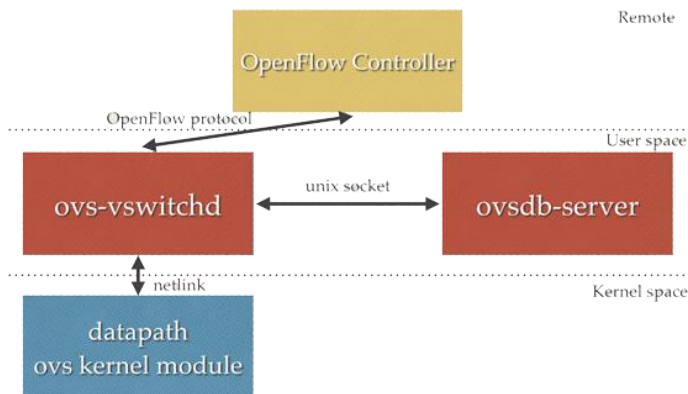 Remote
OpenFlow Controller
OpenFlow protocol
User space
ovs-vswitchd
unix socket
ovsdb-server
netlink
Kernel space
datapath
ovs kernel module